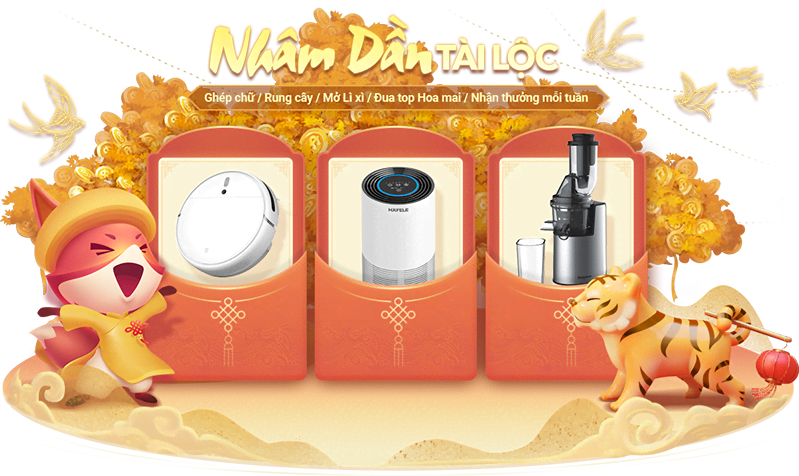 Nhâm Dần TÀI LỘC
Ghép chữ / Rung cây / Mở Lì xì / Đua top Hoa mai / Nhận thưởng mỗi tuần
HÄFELE